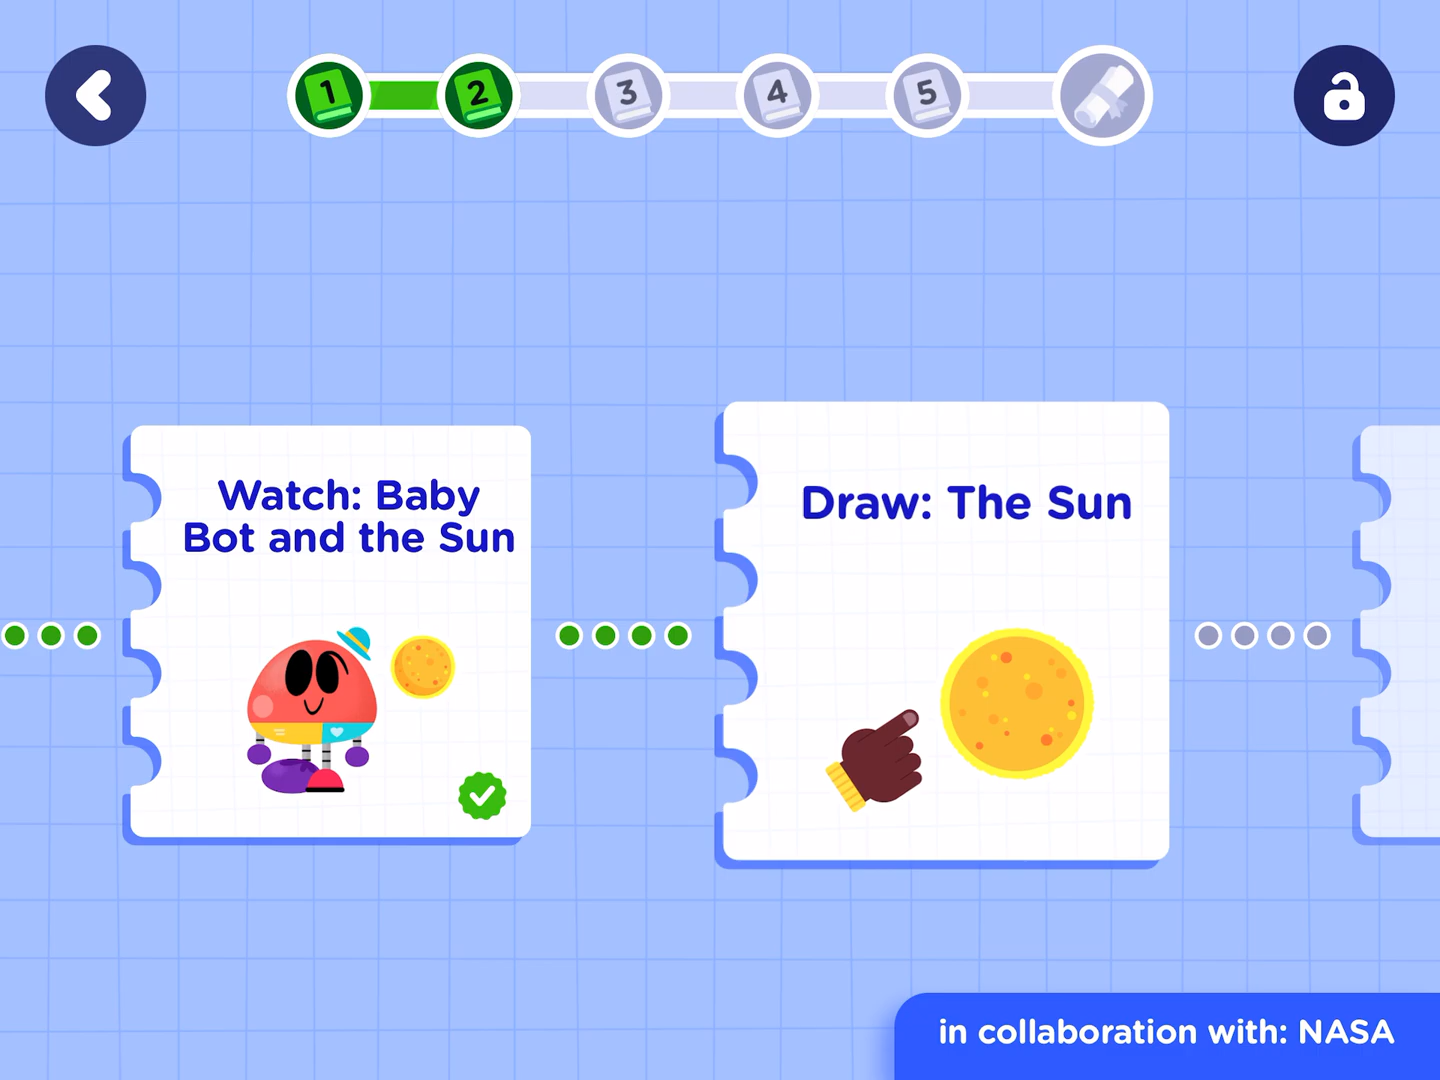 1
2
3
4
5
Watch: Baby
Bot and the Sun
Draw: The Sun
in collaboration with: NASA